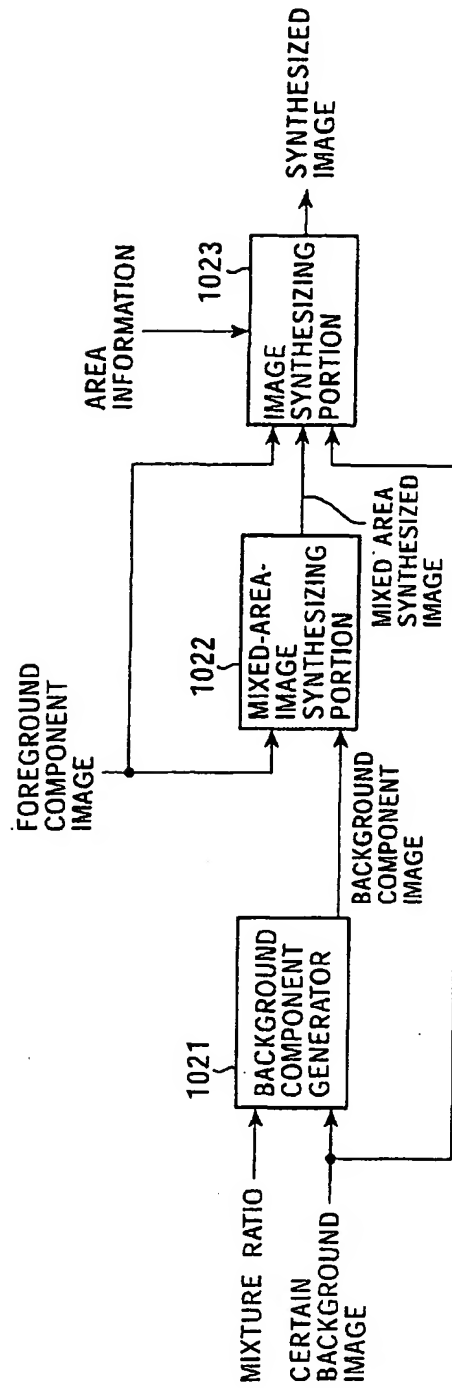 MIXTURE RATIO
CERTAIN
BACKGROUND
IMAGE
1021
BACKGROUND
COMPONENT
GENERATOR
BACKGROUND
COMPONENT
IMAGE
FOREGROUND
COMPONENT
IMAGE
1022
MIXED-AREA-
IMAGE
SYNTHESIZING
PORTION
MIXED AREA
SYNTHESIZED
IMAGE
AREA
INFORMATION
1023
IMAGE
SYNTHESIZING
PORTION
SYNTHESIZED
IMAGE